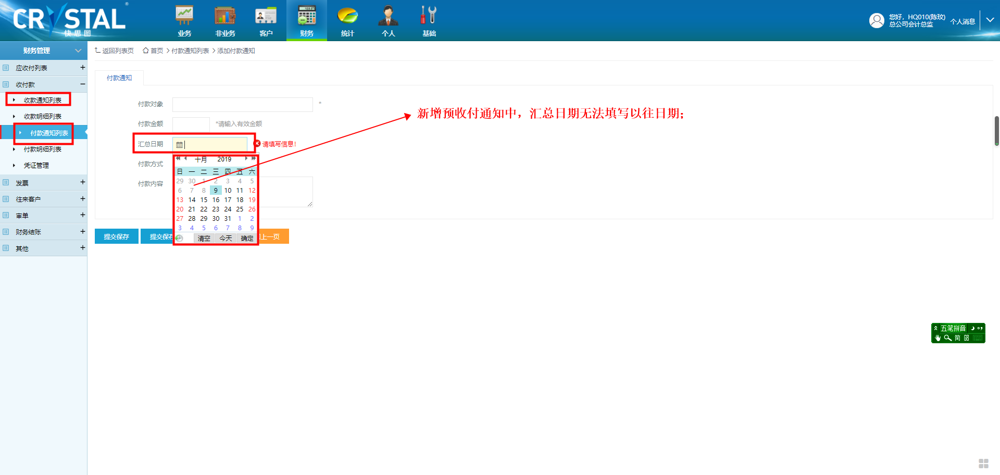 CRYSTAL ®
快思图
业务 非业务 客户 财务 统计 个人 基础
您好，HQ010(陈玟)
总公司会计总监
个人消息
财务管理
应收付列表
收付款
收款通知列表
收款明细列表
付款通知列表
付款明细列表
凭证管理
发票
往来客户
审单
财务结账
其他
返回列表页 首页 > 付款通知列表 > 添加付款通知
付款通知
付款对象 *
付款金额 *请输入有效金额
汇总日期 请填写信息!
付款方式
付款内容
新增预收付通知中，汇总日期无法填写以往日期；
十月 2019
日 一 二 三 四 五 六
29 30 1 2 3 4 5
6 7 8 9 10 11 12
13 14 15 16 17 18 19
20 21 22 23 24 25 26
27 28 29 30 31 1 2
3 4 5 6 7 8 9
清空 今天 确定
提交保存 提交保存 上一页
五笔拼音
简